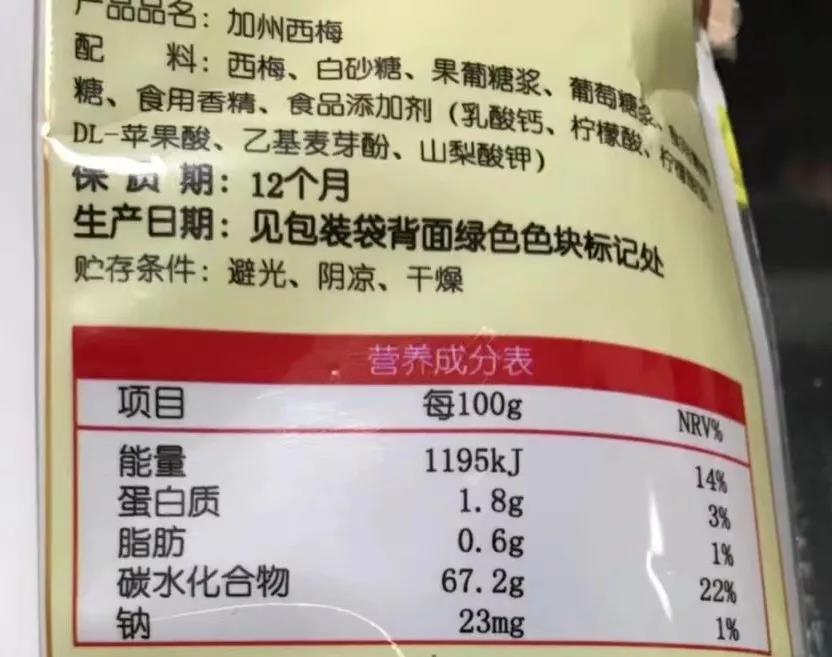 产品品名：加州西梅
配 料：西梅、白砂糖、果葡糖浆、葡萄糖浆、
糖、食用香精、食品添加剂（乳酸钙、柠檬酸、
DL-苹果酸、乙基麦芽酚、山梨酸钾）
保质期：12个月
生产日期：见包装袋背面绿色色块标记处
贮存条件：避光、阴凉、干燥
营养成分表
项目 每100g NRV%
能量 1195kJ 14%
蛋白质 1.8g 3%
脂肪 0.6g 1%
碳水化合物 67.2g 22%
钠 23mg 1%